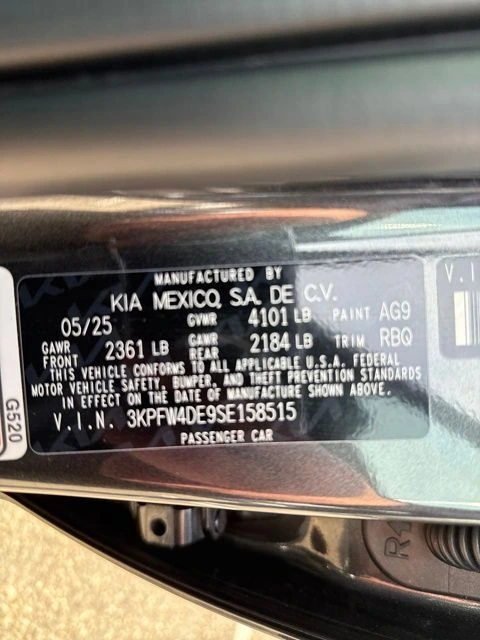 MANUFACTURED BY
KIA MEXICO, S.A. DE C.V.
05/25 GVWR 4101 LB PAINT AG9
GAWR FRONT 2361 LB GAWR REAR 2184 LB TRIM RBQ
THIS VEHICLE CONFORMS TO ALL APPLICABLE U.S.A. FEDERAL
MOTOR VEHICLE SAFETY, BUMPER, AND THEFT PREVENTION STANDARDS
IN EFFECT ON THE DATE OF MANUFACTURE SHOWN ABOVE.
V.I.N. 3KPFW4DE9SE158515
PASSENGER CAR
G520
V.I